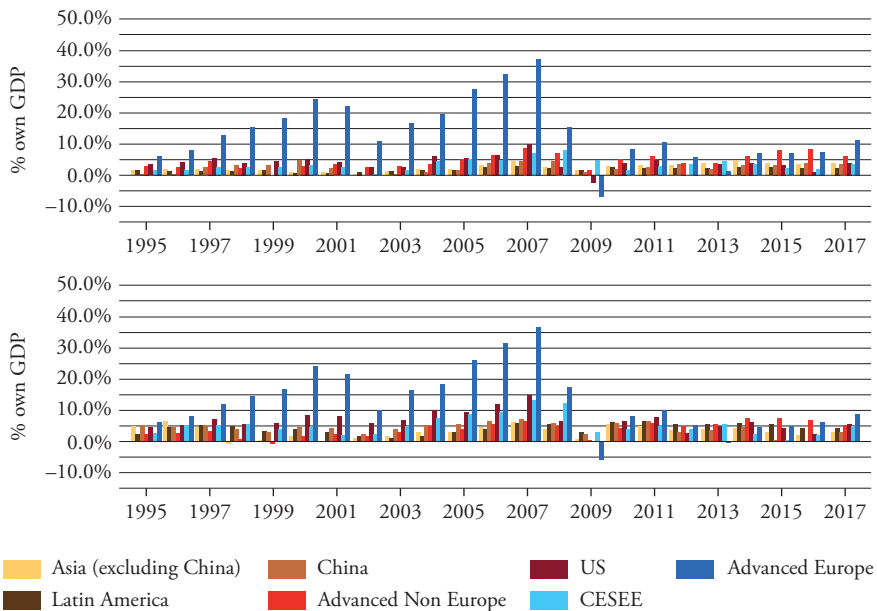 50.0%
40.0%
30.0%
20.0%
10.0%
0.0%
–10.0%
% own GDP
1995 1997 1999 2001 2003 2005 2007 2009 2011 2013 2015 2017
50.0%
40.0%
30.0%
20.0%
10.0%
0.0%
–10.0%
% own GDP
1995 1997 1999 2001 2003 2005 2007 2009 2011 2013 2015 2017
Asia (excluding China) China US Advanced Europe
Latin America Advanced Non Europe CESEE